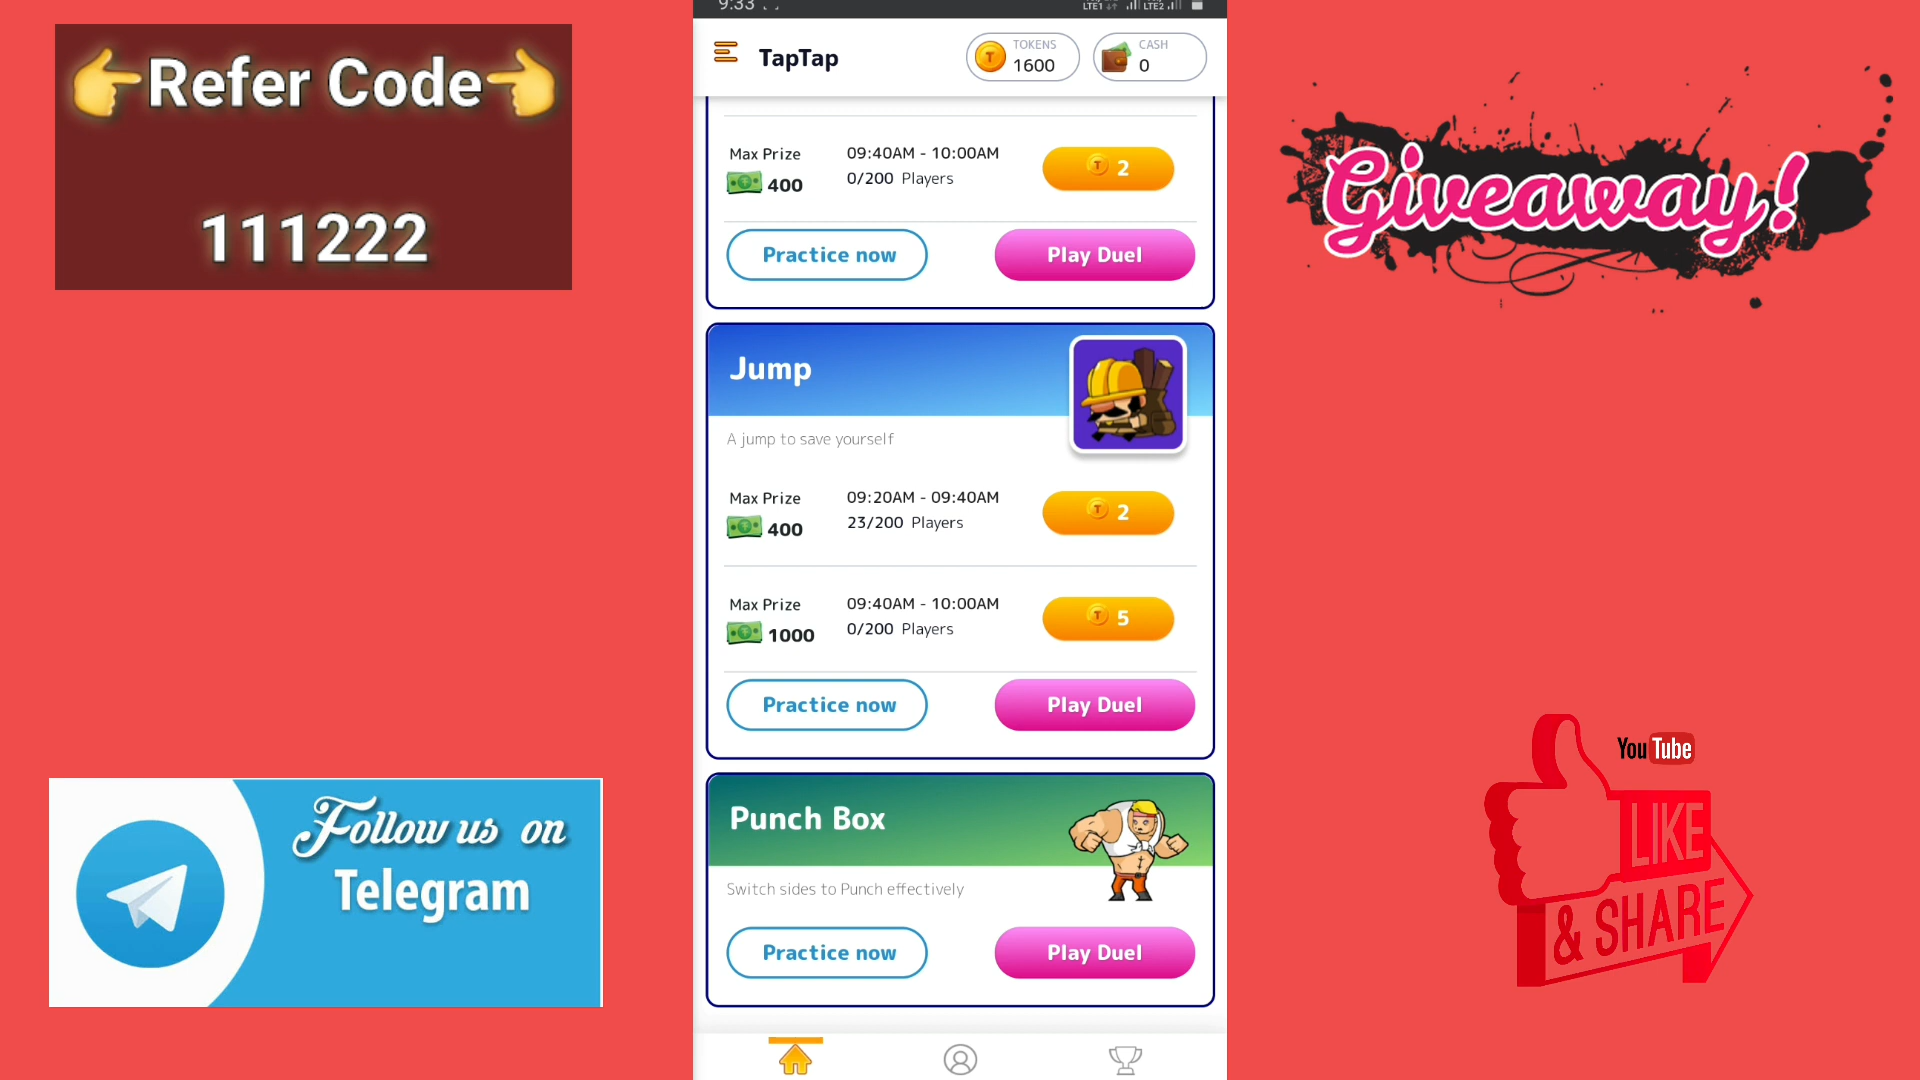 Refer Code
111222
Follow us on
Telegram
9:33
LTE1 LTE2
TapTap
TOKENS
1600
CASH
0
Max Prize
400
09:40AM - 10:00AM
0/200 Players
T 2
Practice now
Play Duel
Jump
A jump to save yourself
Max Prize
400
09:20AM - 09:40AM
23/200 Players
T 2
Max Prize
1000
09:40AM - 10:00AM
0/200 Players
T 5
Practice now
Play Duel
Punch Box
Switch sides to Punch effectively
Practice now
Play Duel
Giveaway!
YouTube
LIKE
& SHARE